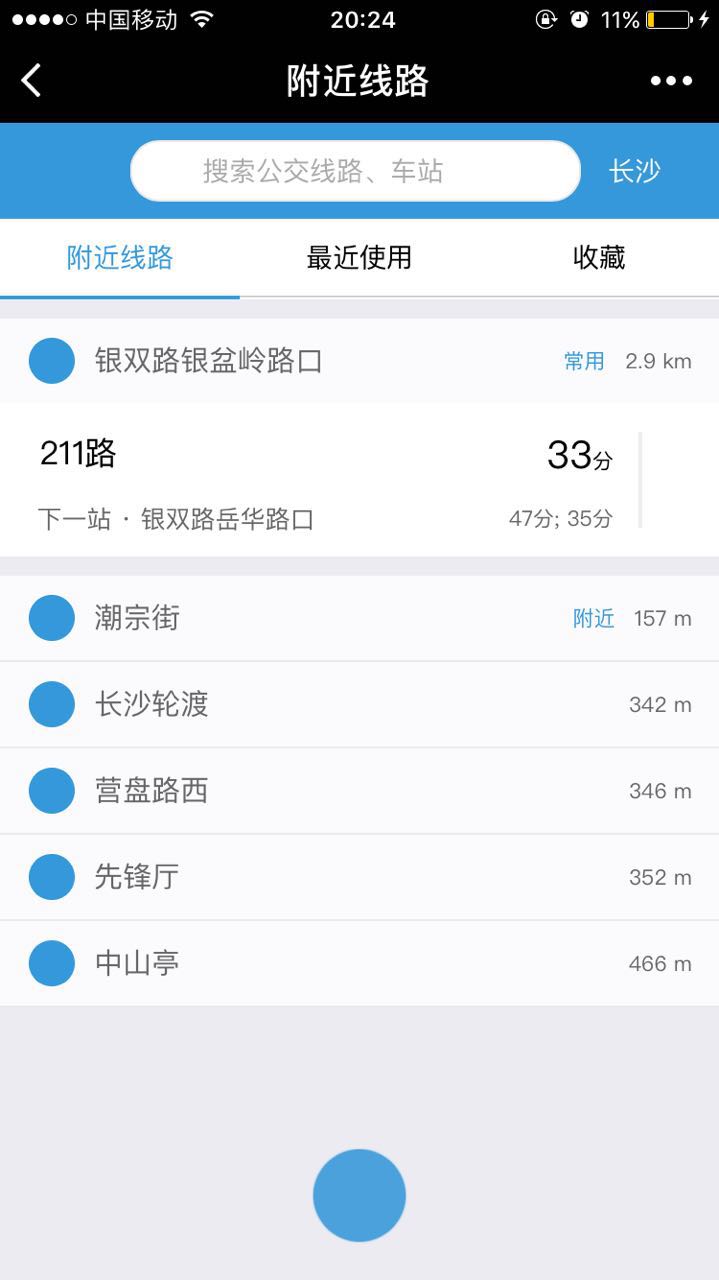 中国移动 20:24 11%
附近线路
搜索公交线路、车站 长沙
附近线路 最近使用 收藏
银双路银盆岭路口 常用 2.9 km
211路 33分
下一站 · 银双路岳华路口 47分; 35分
潮宗街 附近 157 m
长沙轮渡 342 m
营盘路西 346 m
先锋厅 352 m
中山亭 466 m